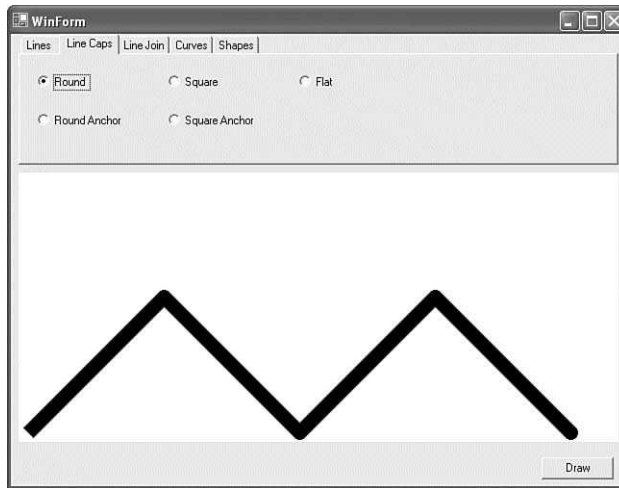 WinForm
Lines Line Caps Line Join Curves Shapes
Round Square Flat
Round Anchor Square Anchor
Draw